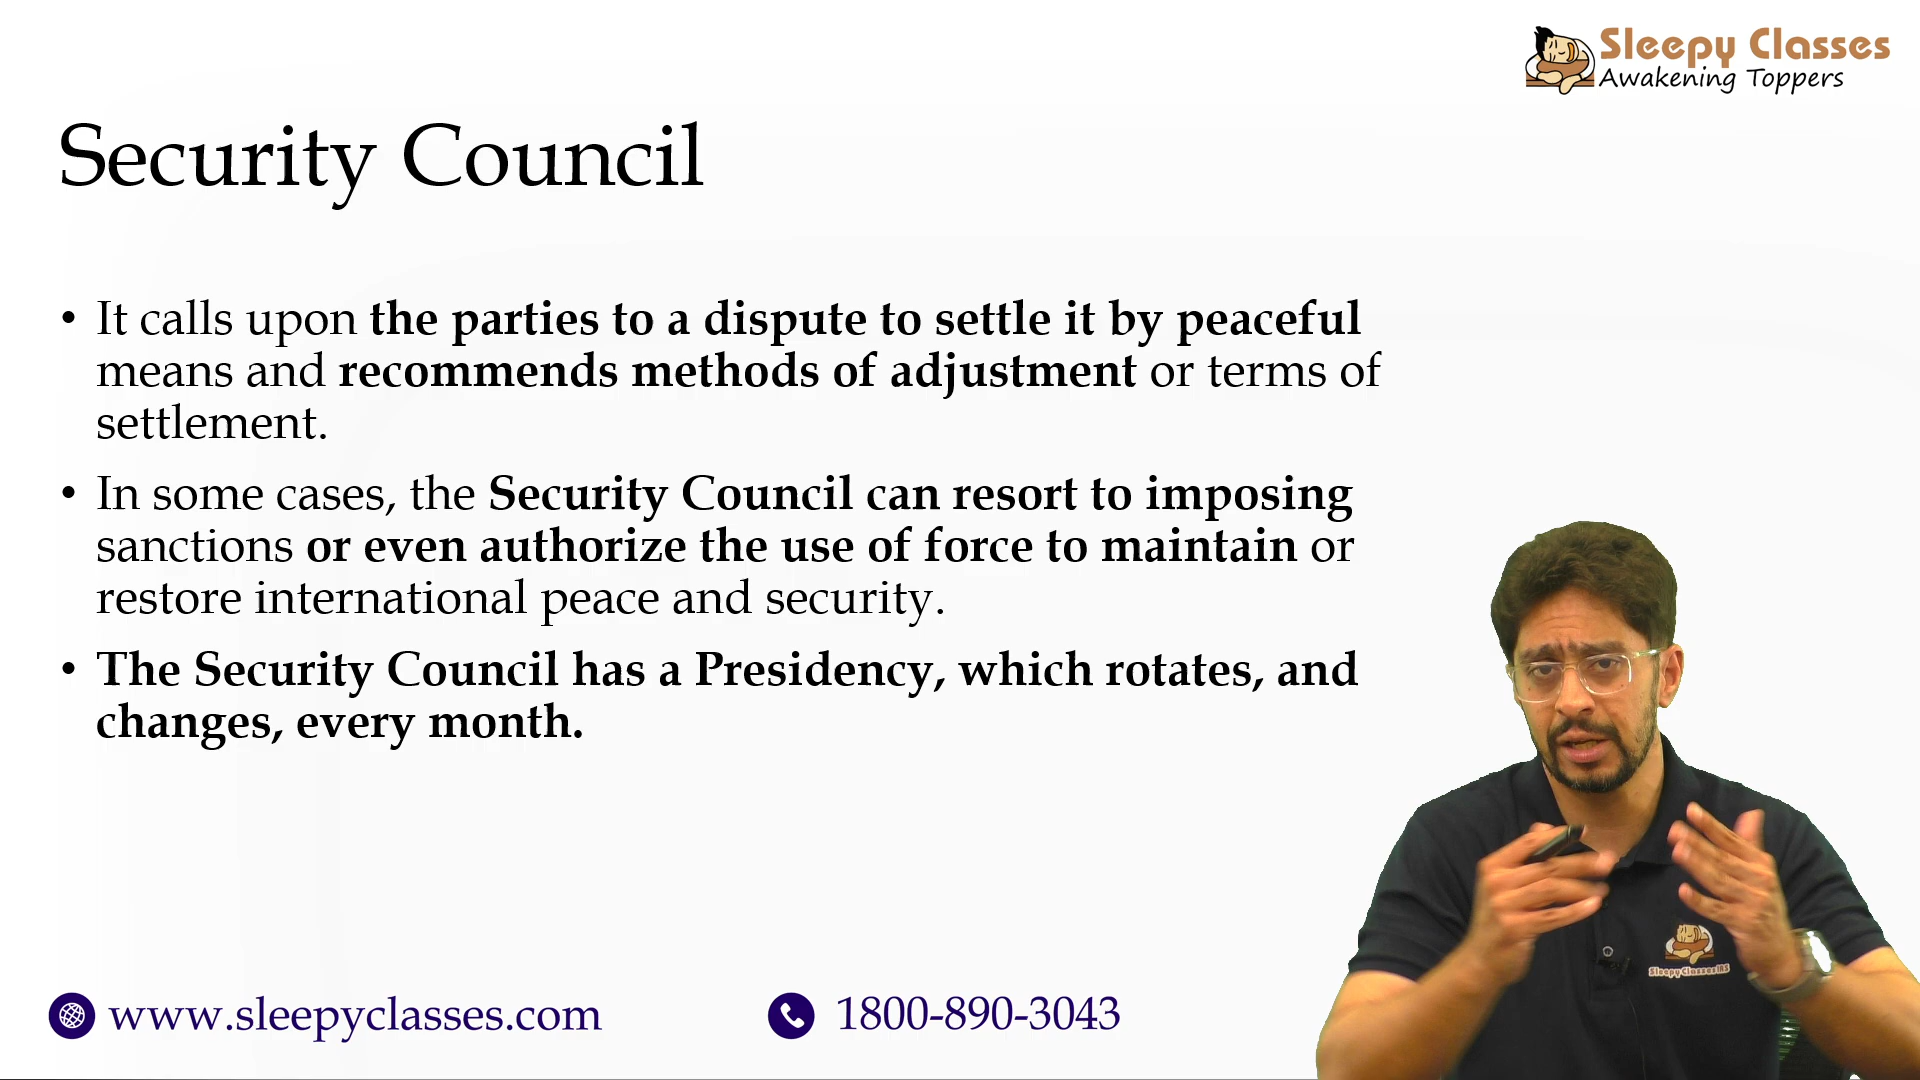 Sleepy Classes
Awakening Toppers
Security Council
• It calls upon the parties to a dispute to settle it by peaceful
means and recommends methods of adjustment or terms of
settlement.
• In some cases, the Security Council can resort to imposing
sanctions or even authorize the use of force to maintain or
restore international peace and security.
• The Security Council has a Presidency, which rotates, and
changes, every month.
Sleepy Classes IAS
www.sleepyclasses.com
1800-890-3043